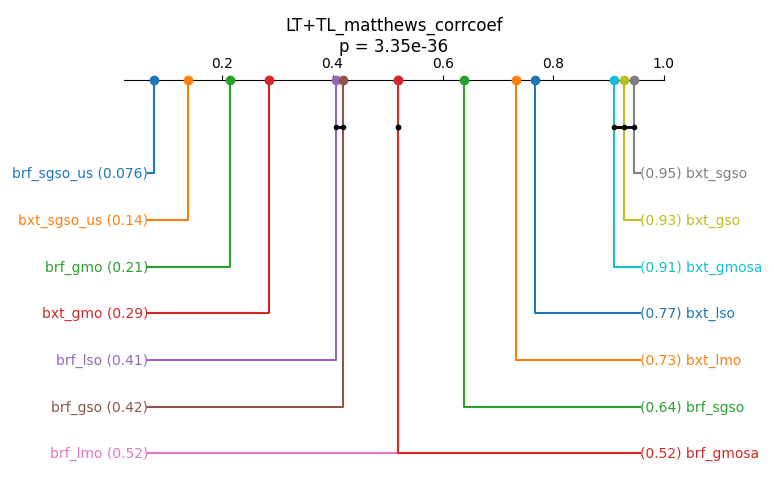 LT+TL_matthews_corrcoef
p = 3.35e-36
0.2 0.4 0.6 0.8 1.0
brf_sgso_us (0.076) (0.95) bxt_sgso
bxt_sgso_us (0.14) (0.93) bxt_gso
brf_gmo (0.21) (0.91) bxt_gmosa
bxt_gmo (0.29) (0.77) bxt_lso
brf_lso (0.41) (0.73) bxt_lmo
brf_gso (0.42) (0.64) brf_sgso
brf_lmo (0.52) (0.52) brf_gmosa